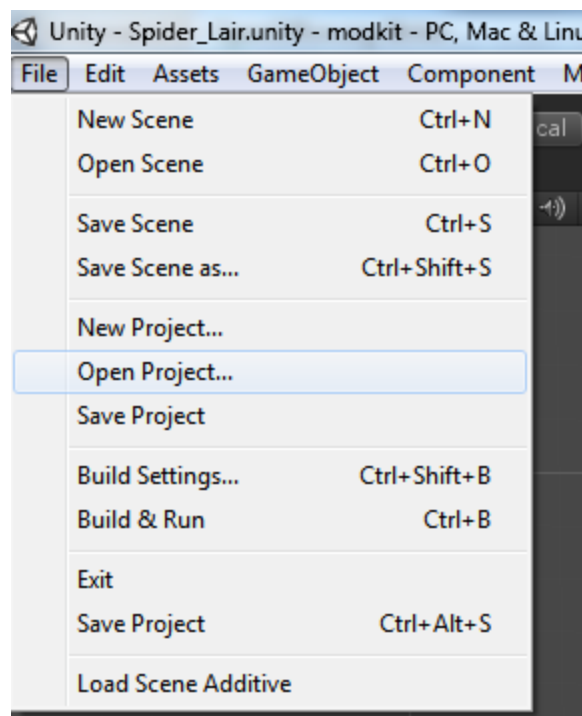 Unity - Spider_Lair.unity - modkit - PC, Mac &
File Edit Assets GameObject Component
New Scene Ctrl+N
cal
Open Scene Ctrl+O
Save Scene Ctrl+S
Save Scene as... Ctrl+Shift+S
New Project...
Open Project...
Save Project
Build Settings... Ctrl+Shift+B
Build & Run Ctrl+B
Exit
Save Project Ctrl+Alt+S
Load Scene Additive